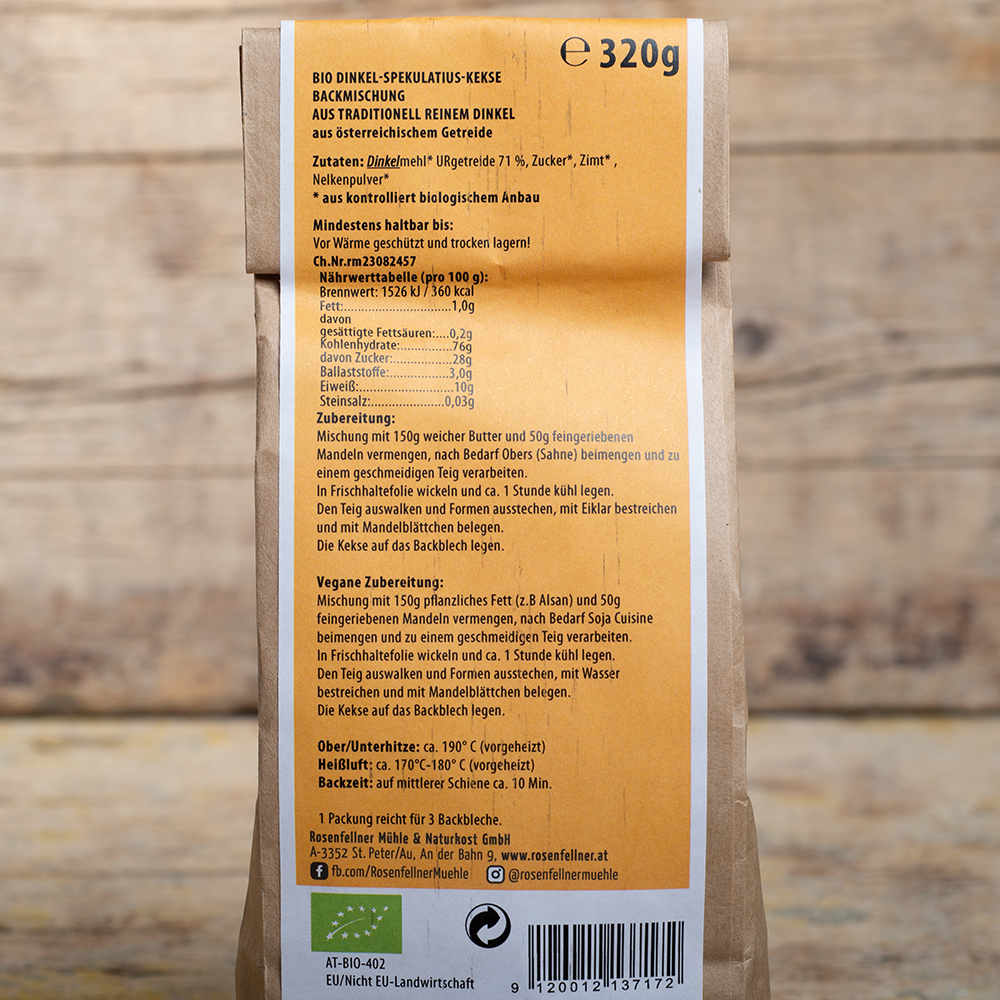 ℮ 320g
BIO DINKEL-SPEKULATIUS-KEKSE
BACKMISCHUNG
AUS TRADITIONELL REINEM DINKEL
aus österreichischem Getreide
Zutaten: Dinkelmehl* URgetreide 71 %, Zucker*, Zimt* ,
Nelkenpulver*
* aus kontrolliert biologischem Anbau
Mindestens haltbar bis:
Vor Wärme geschützt und trocken lagern!
Ch.Nr.rm23082457
Nährwerttabelle (pro 100 g):
Brennwert: 1526 kJ / 360 kcal
Fett:..............................1,0g
davon
gesättigte Fettsäuren:....0,2g
Kohlenhydrate:..............76g
davon Zucker:................28g
Ballaststoffe:................3,0g
Eiweiß:..........................10g
Steinsalz:....................0,03g
Zubereitung:
Mischung mit 150g weicher Butter und 50g feingeriebenen
Mandeln vermengen, nach Bedarf Obers (Sahne) beimengen und zu
einem geschmeidigen Teig verarbeiten.
In Frischhaltefolie wickeln und ca. 1 Stunde kühl legen.
Den Teig auswalken und Formen ausstechen, mit Eiklar bestreichen
und mit Mandelblättchen belegen.
Die Kekse auf das Backblech legen.
Vegane Zubereitung:
Mischung mit 150g pflanzliches Fett (z.B Alsan) und 50g
feingeriebenen Mandeln vermengen, nach Bedarf Soja Cuisine
beimengen und zu einem geschmeidigen Teig verarbeiten.
In Frischhaltefolie wickeln und ca. 1 Stunde kühl legen.
Den Teig auswalken und Formen ausstechen, mit Wasser
bestreichen und mit Mandelblättchen belegen.
Die Kekse auf das Backblech legen.
Ober/Unterhitze: ca. 190° C (vorgeheizt)
Heißluft: ca. 170°C-180° C (vorgeheizt)
Backzeit: auf mittlerer Schiene ca. 10 Min.
1 Packung reicht für 3 Backbleche.
Rosenfellner Mühle & Naturkost GmbH
A-3352 St. Peter/Au, An der Bahn 9, www.rosenfellner.at
fb.com/RosenfellnerMuehle @rosenfellnermuehle
AT-BIO-402
EU/Nicht EU-Landwirtschaft
9 120012 137172